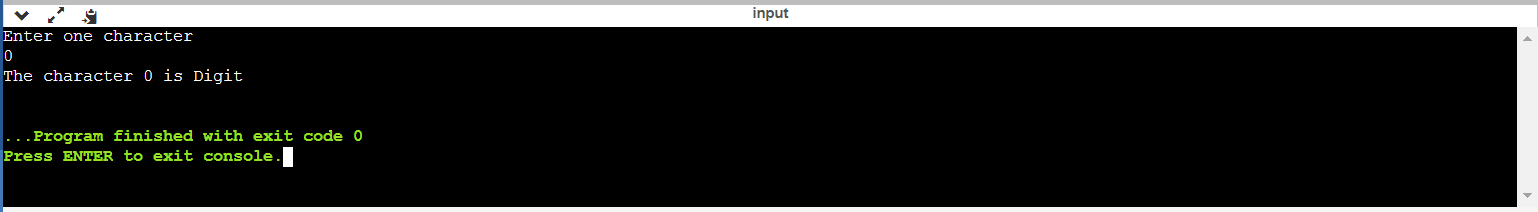 input
Enter one character
0
The character 0 is Digit
...Program finished with exit code 0
Press ENTER to exit console.